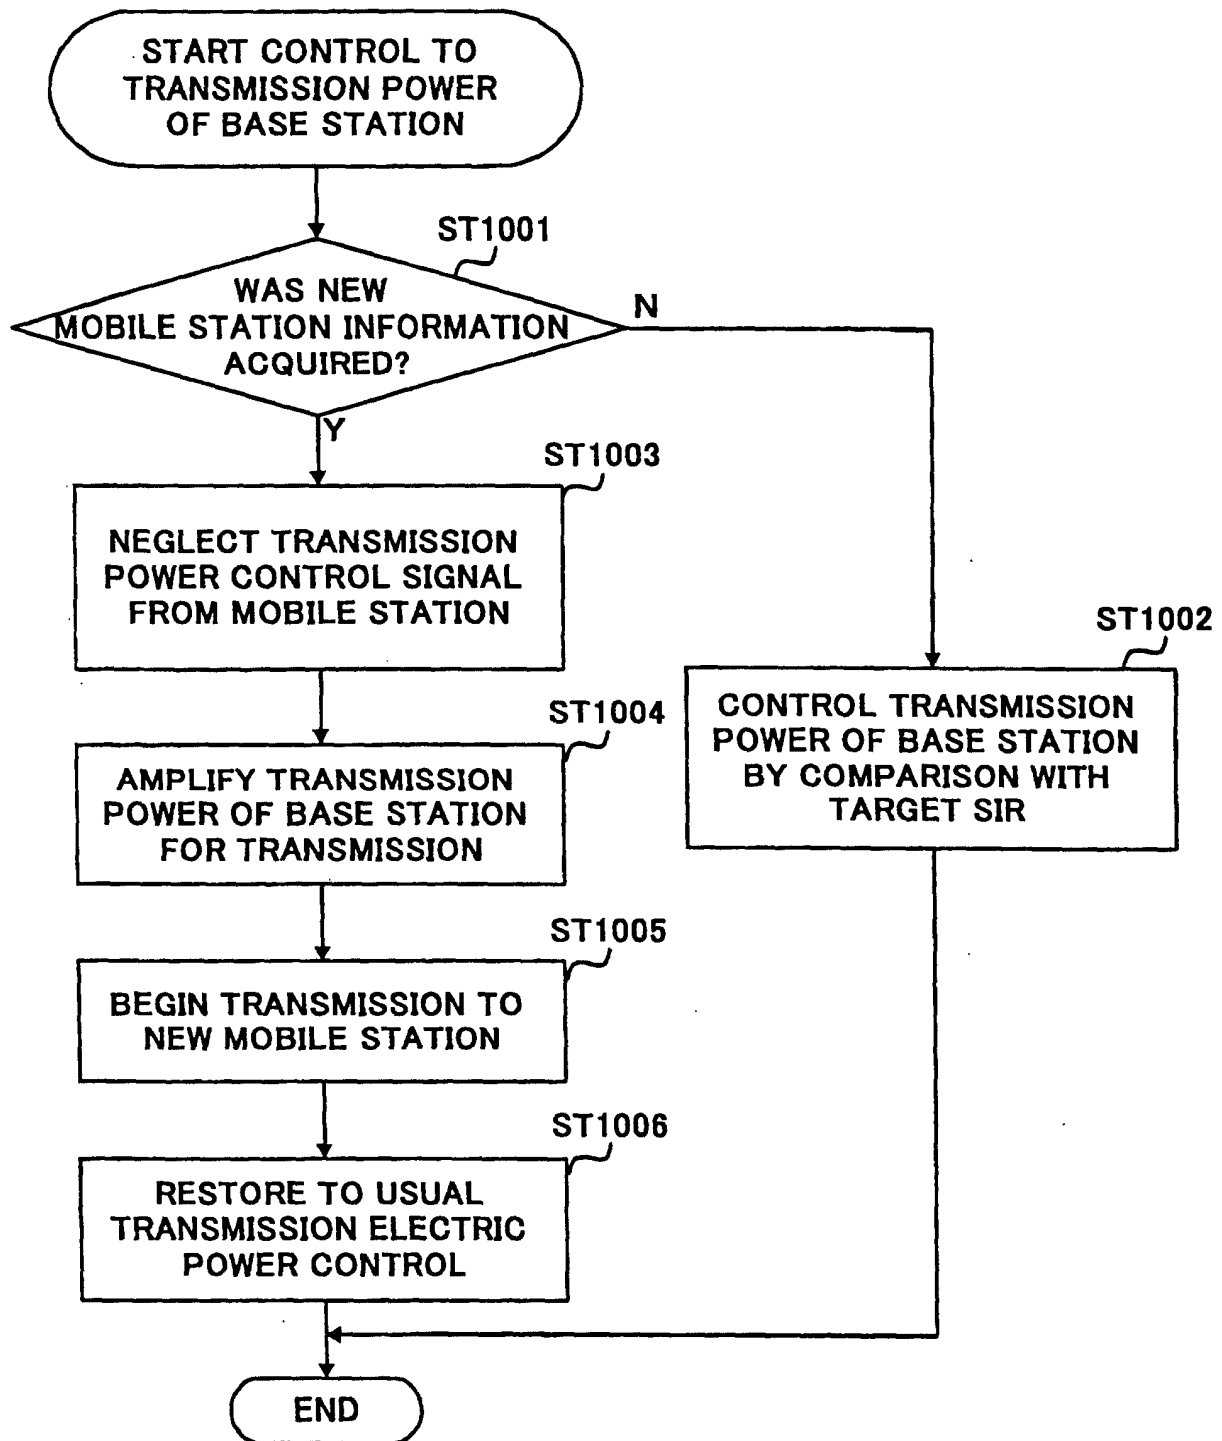 START CONTROL TO
TRANSMISSION POWER
OF BASE STATION
ST1001
WAS NEW
MOBILE STATION INFORMATION
ACQUIRED?
N
Y
ST1003
NEGLECT TRANSMISSION
POWER CONTROL SIGNAL
FROM MOBILE STATION
ST1002
CONTROL TRANSMISSION
POWER OF BASE STATION
BY COMPARISON WITH
TARGET SIR
ST1004
AMPLIFY TRANSMISSION
POWER OF BASE STATION
FOR TRANSMISSION
ST1005
BEGIN TRANSMISSION TO
NEW MOBILE STATION
ST1006
RESTORE TO USUAL
TRANSMISSION ELECTRIC
POWER CONTROL
END